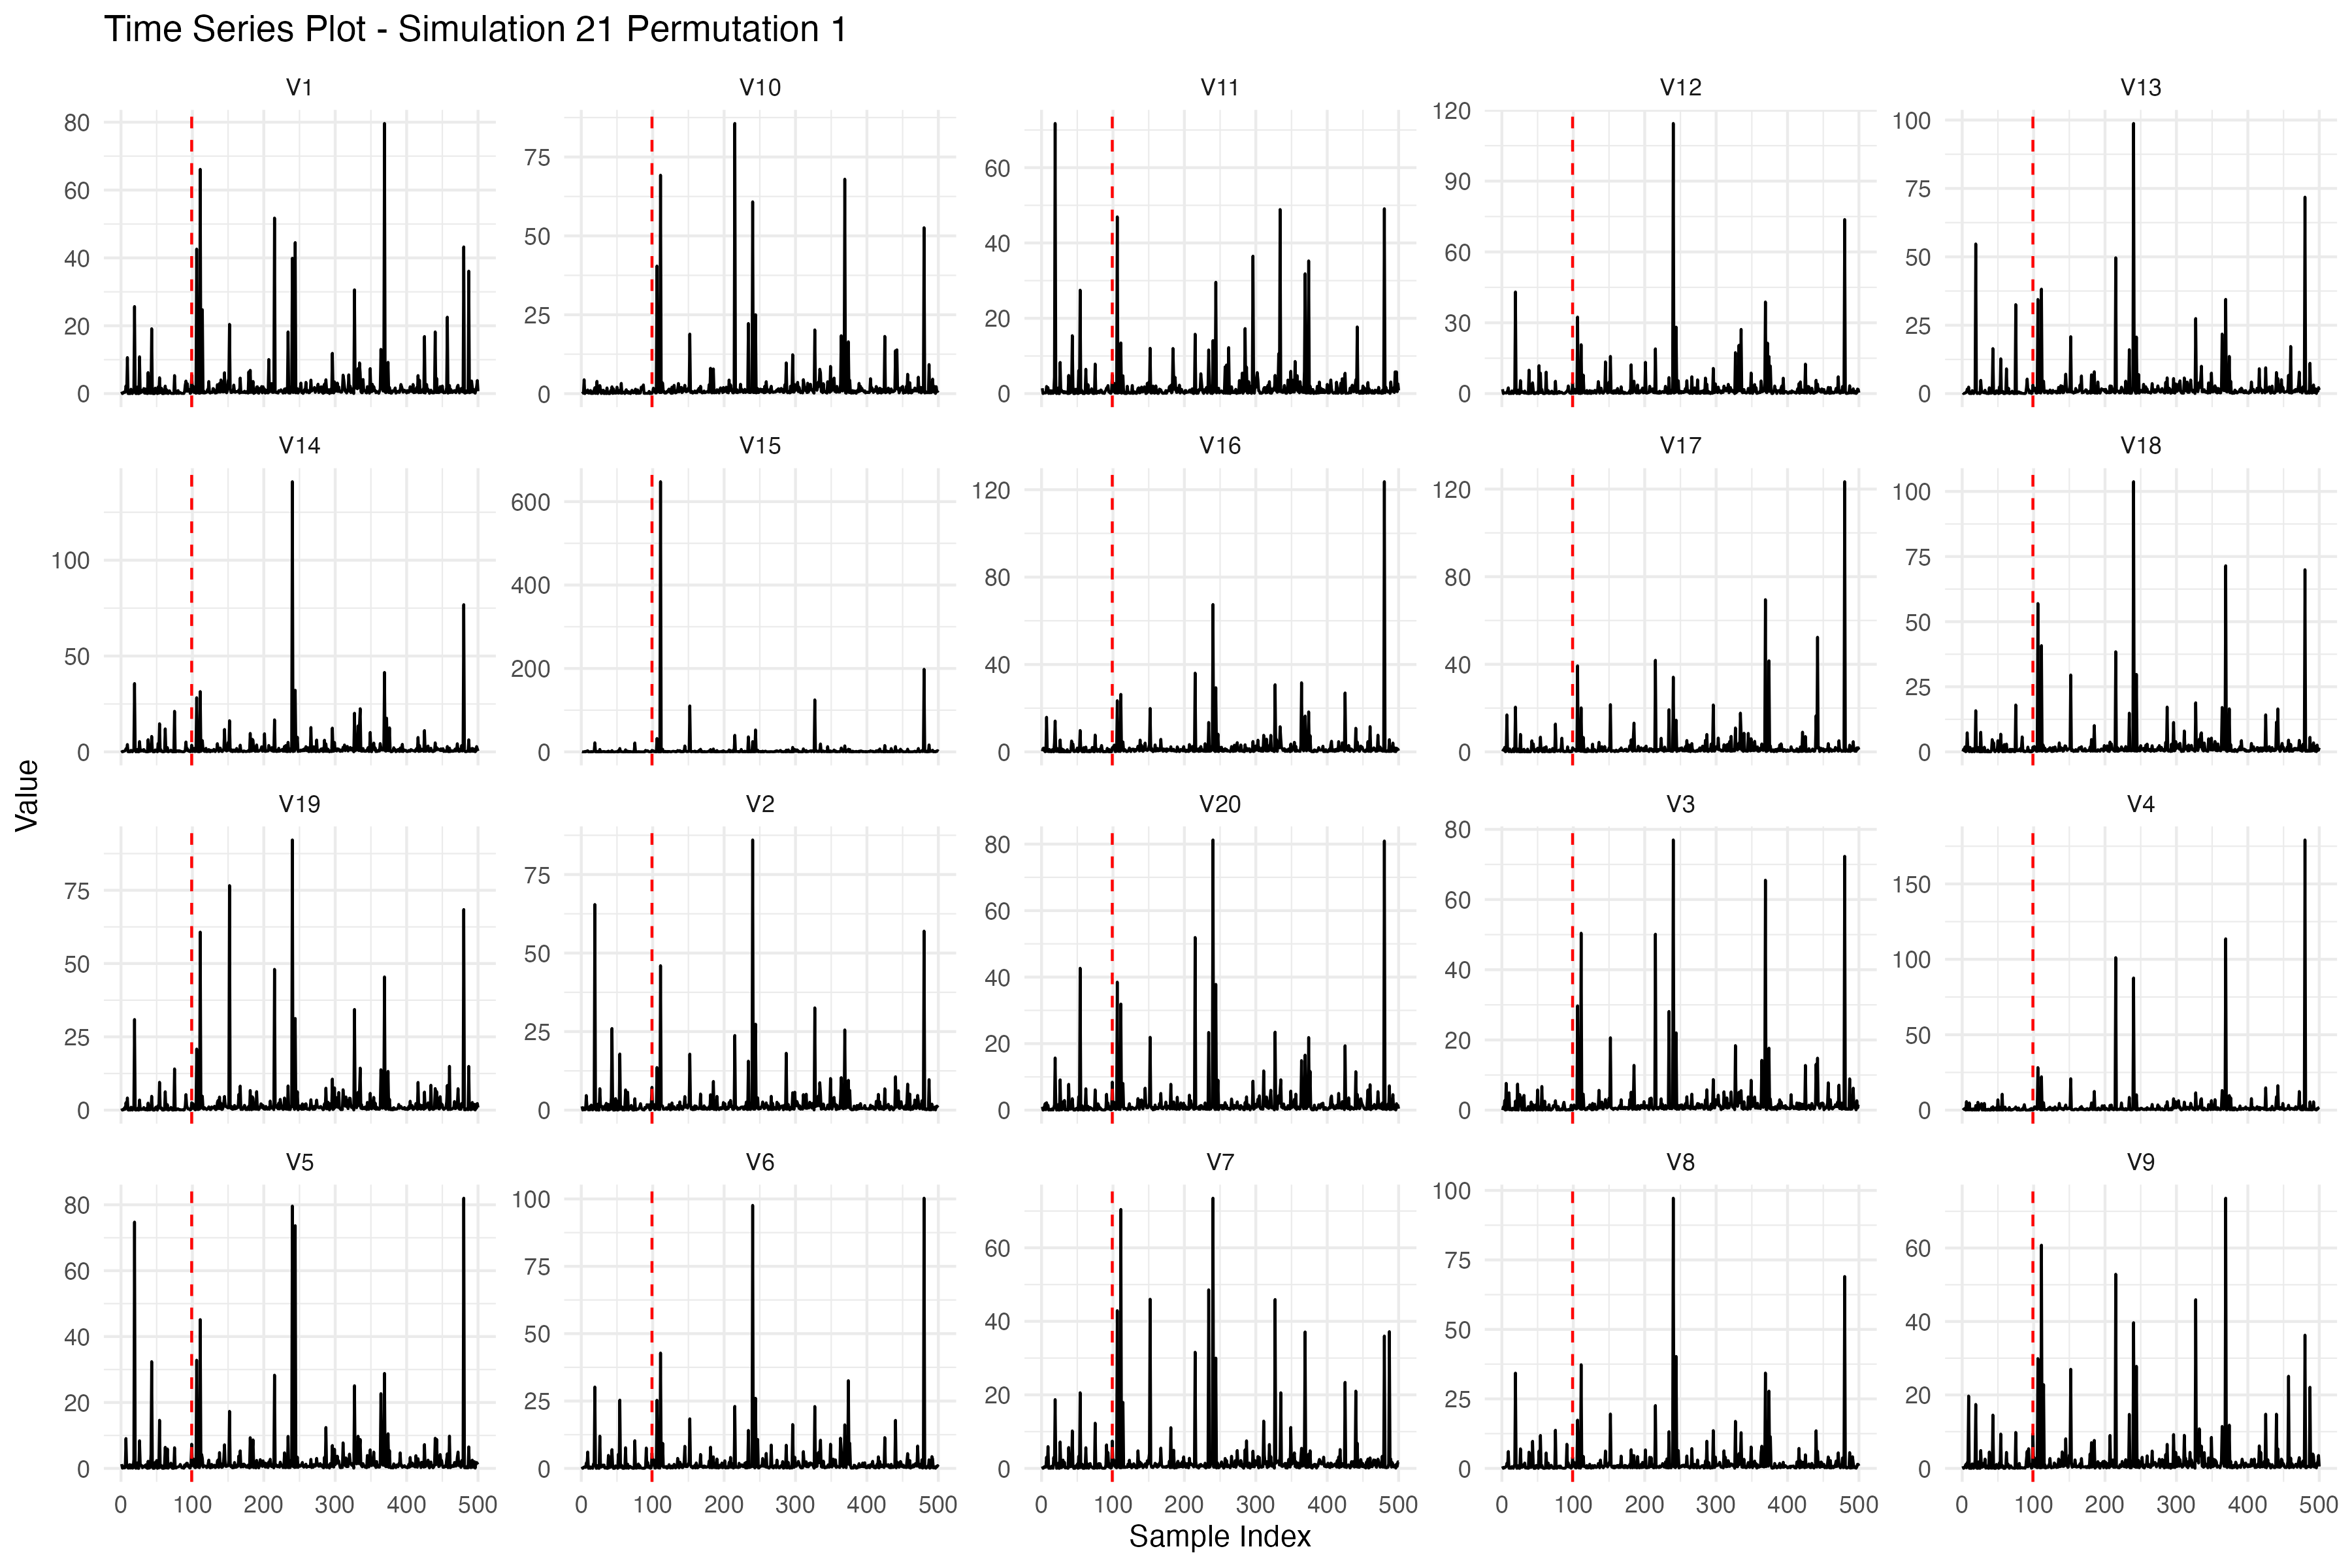 Time Series Plot - Simulation 21 Permutation 1
V1 V10 V11 V12 V13
80 60 40 20 0
75 50 25 0
60 40 20 0
120 90 60 30 0
100 75 50 25 0
V14 V15 V16 V17 V18
100 50 0
600 400 200 0
120 80 40 0
120 80 40 0
100 75 50 25 0
Value
V19 V2 V20 V3 V4
75 50 25 0
75 50 25 0
80 60 40 20 0
80 60 40 20 0
150 100 50 0
V5 V6 V7 V8 V9
80 60 40 20 0
100 75 50 25 0
60 40 20 0
100 75 50 25 0
60 40 20 0
0 100 200 300 400 500 0 100 200 300 400 500 0 100 200 300 400 500 0 100 200 300 400 500 0 100 200 300 400 500
Sample Index